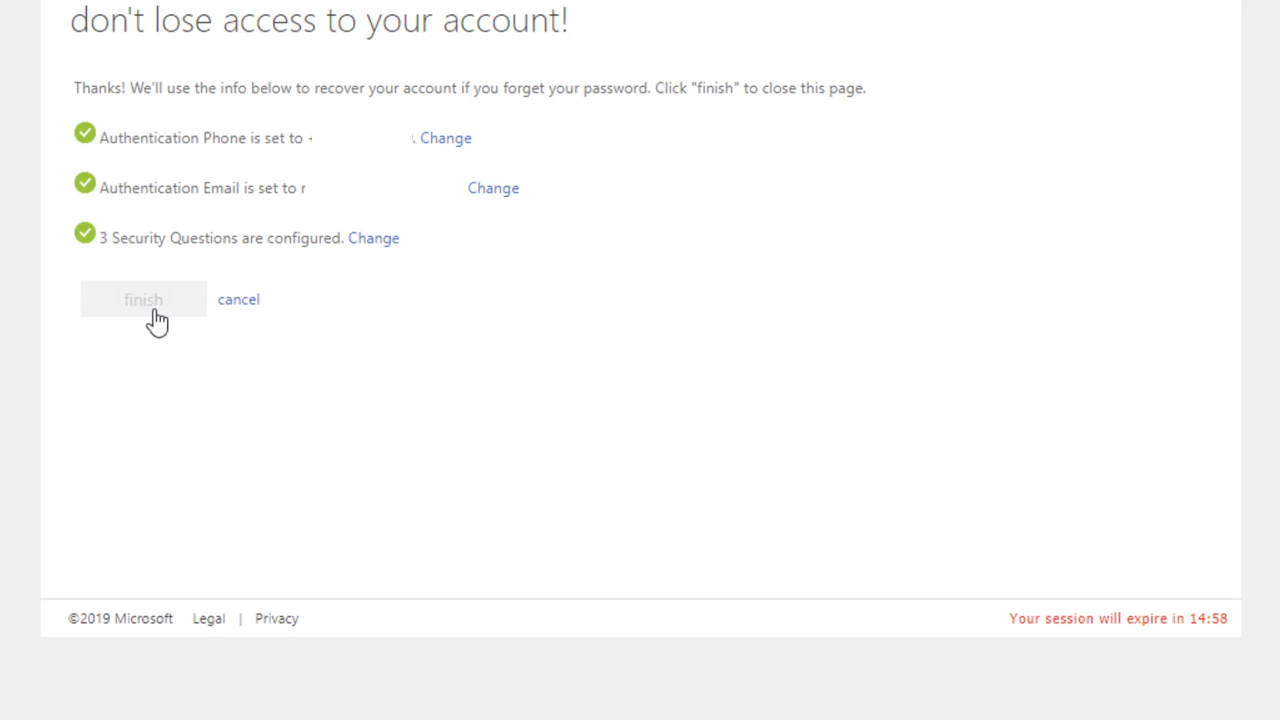 don't lose access to your account!
Thanks! We'll use the info below to recover your account if you forget your password. Click "finish" to close this page.
Authentication Phone is set to . Change
Authentication Email is set to Change
3 Security Questions are configured. Change
finish cancel
©2019 Microsoft Legal | Privacy
Your session will expire in 14:58